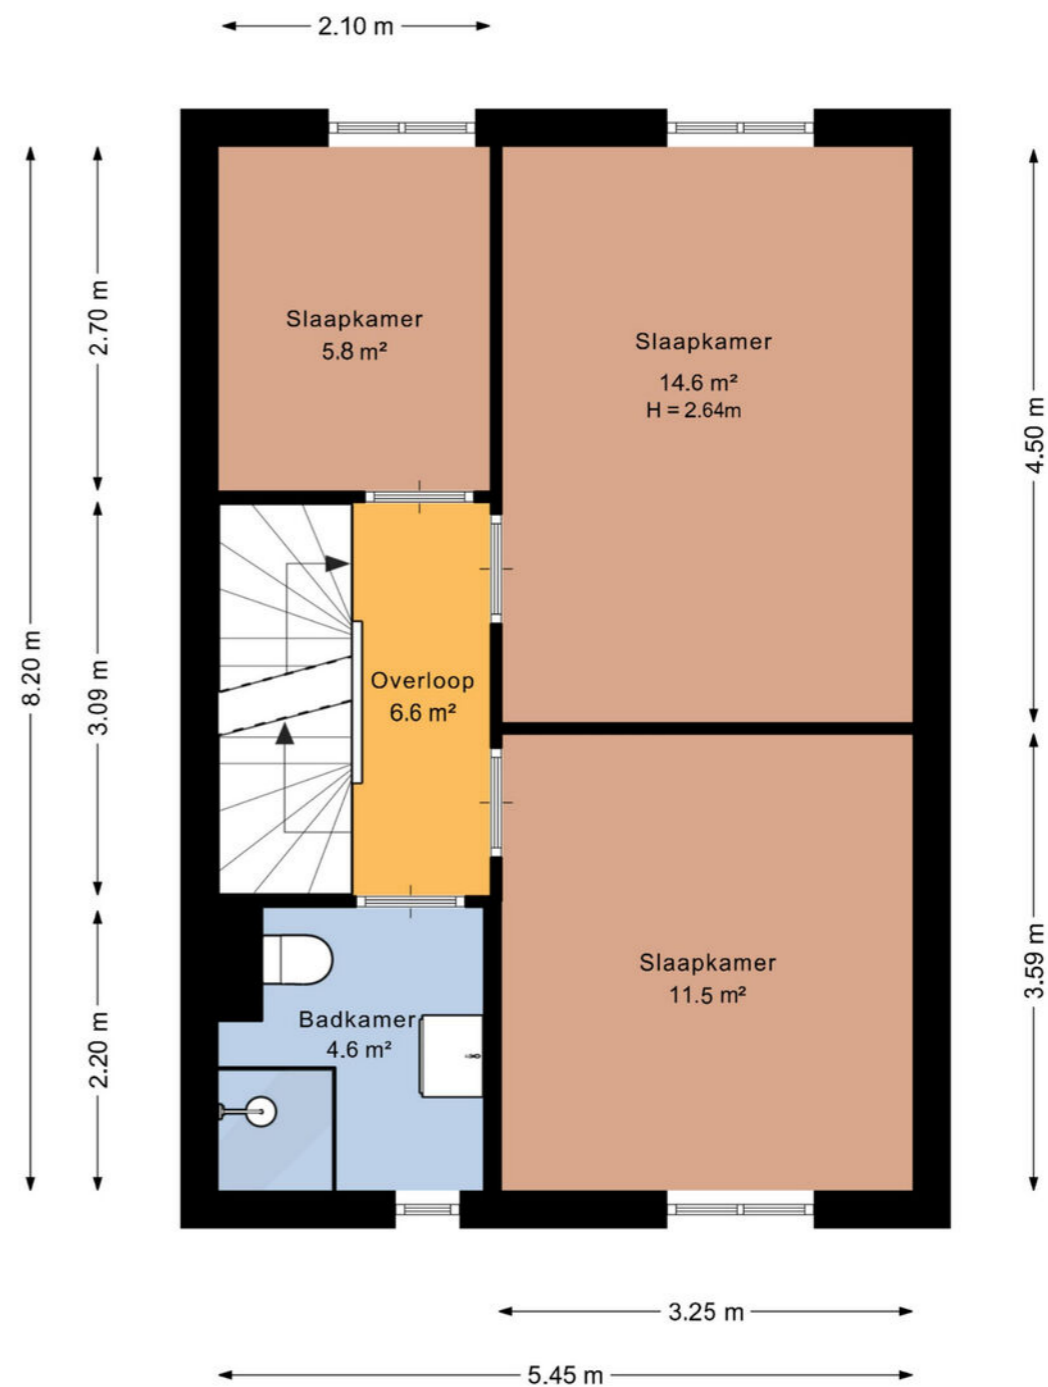 2.10 m
2.70 m
Slaapkamer
5.8 m²
Slaapkamer
14.6 m²
H = 2.64m
4.50 m
8.20 m
3.09 m
Overloop
6.6 m²
Slaapkamer
11.5 m²
3.59 m
2.20 m
Badkamer
4.6 m²
3.25 m
5.45 m